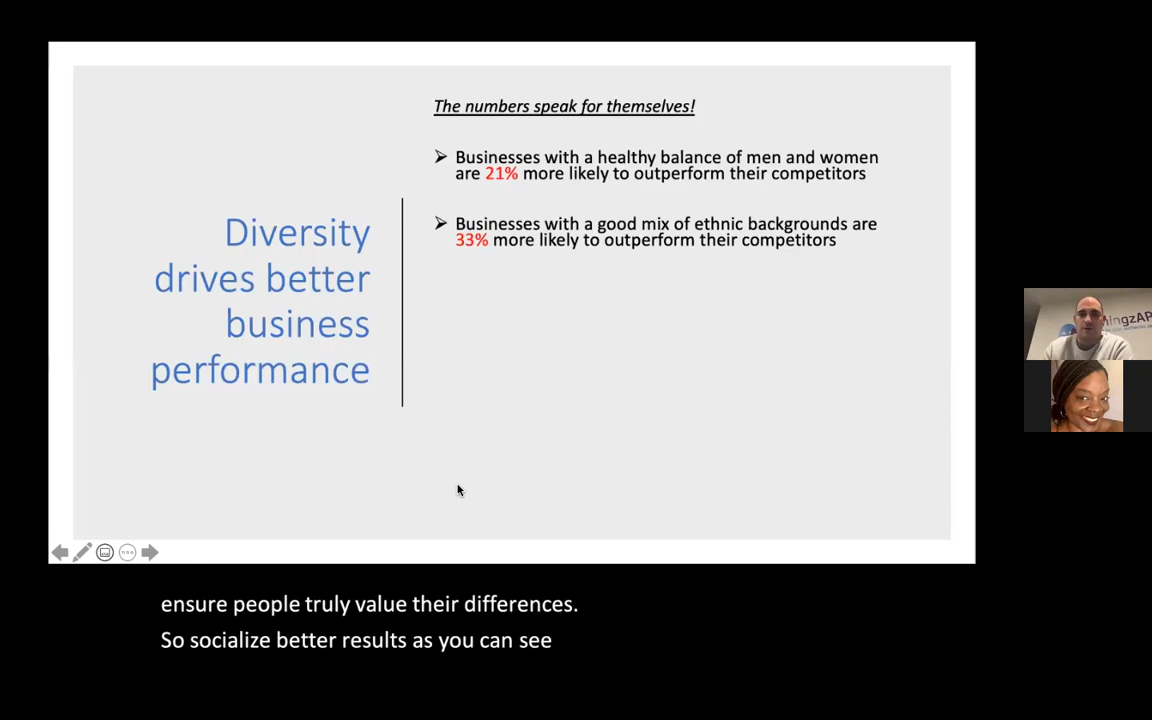 The numbers speak for themselves!
Businesses with a healthy balance of men and women
are 21% more likely to outperform their competitors
Businesses with a good mix of ethnic backgrounds are
33% more likely to outperform their competitors
Diversity
drives better
business
performance
ensure people truly value their differences.
So socialize better results as you can see